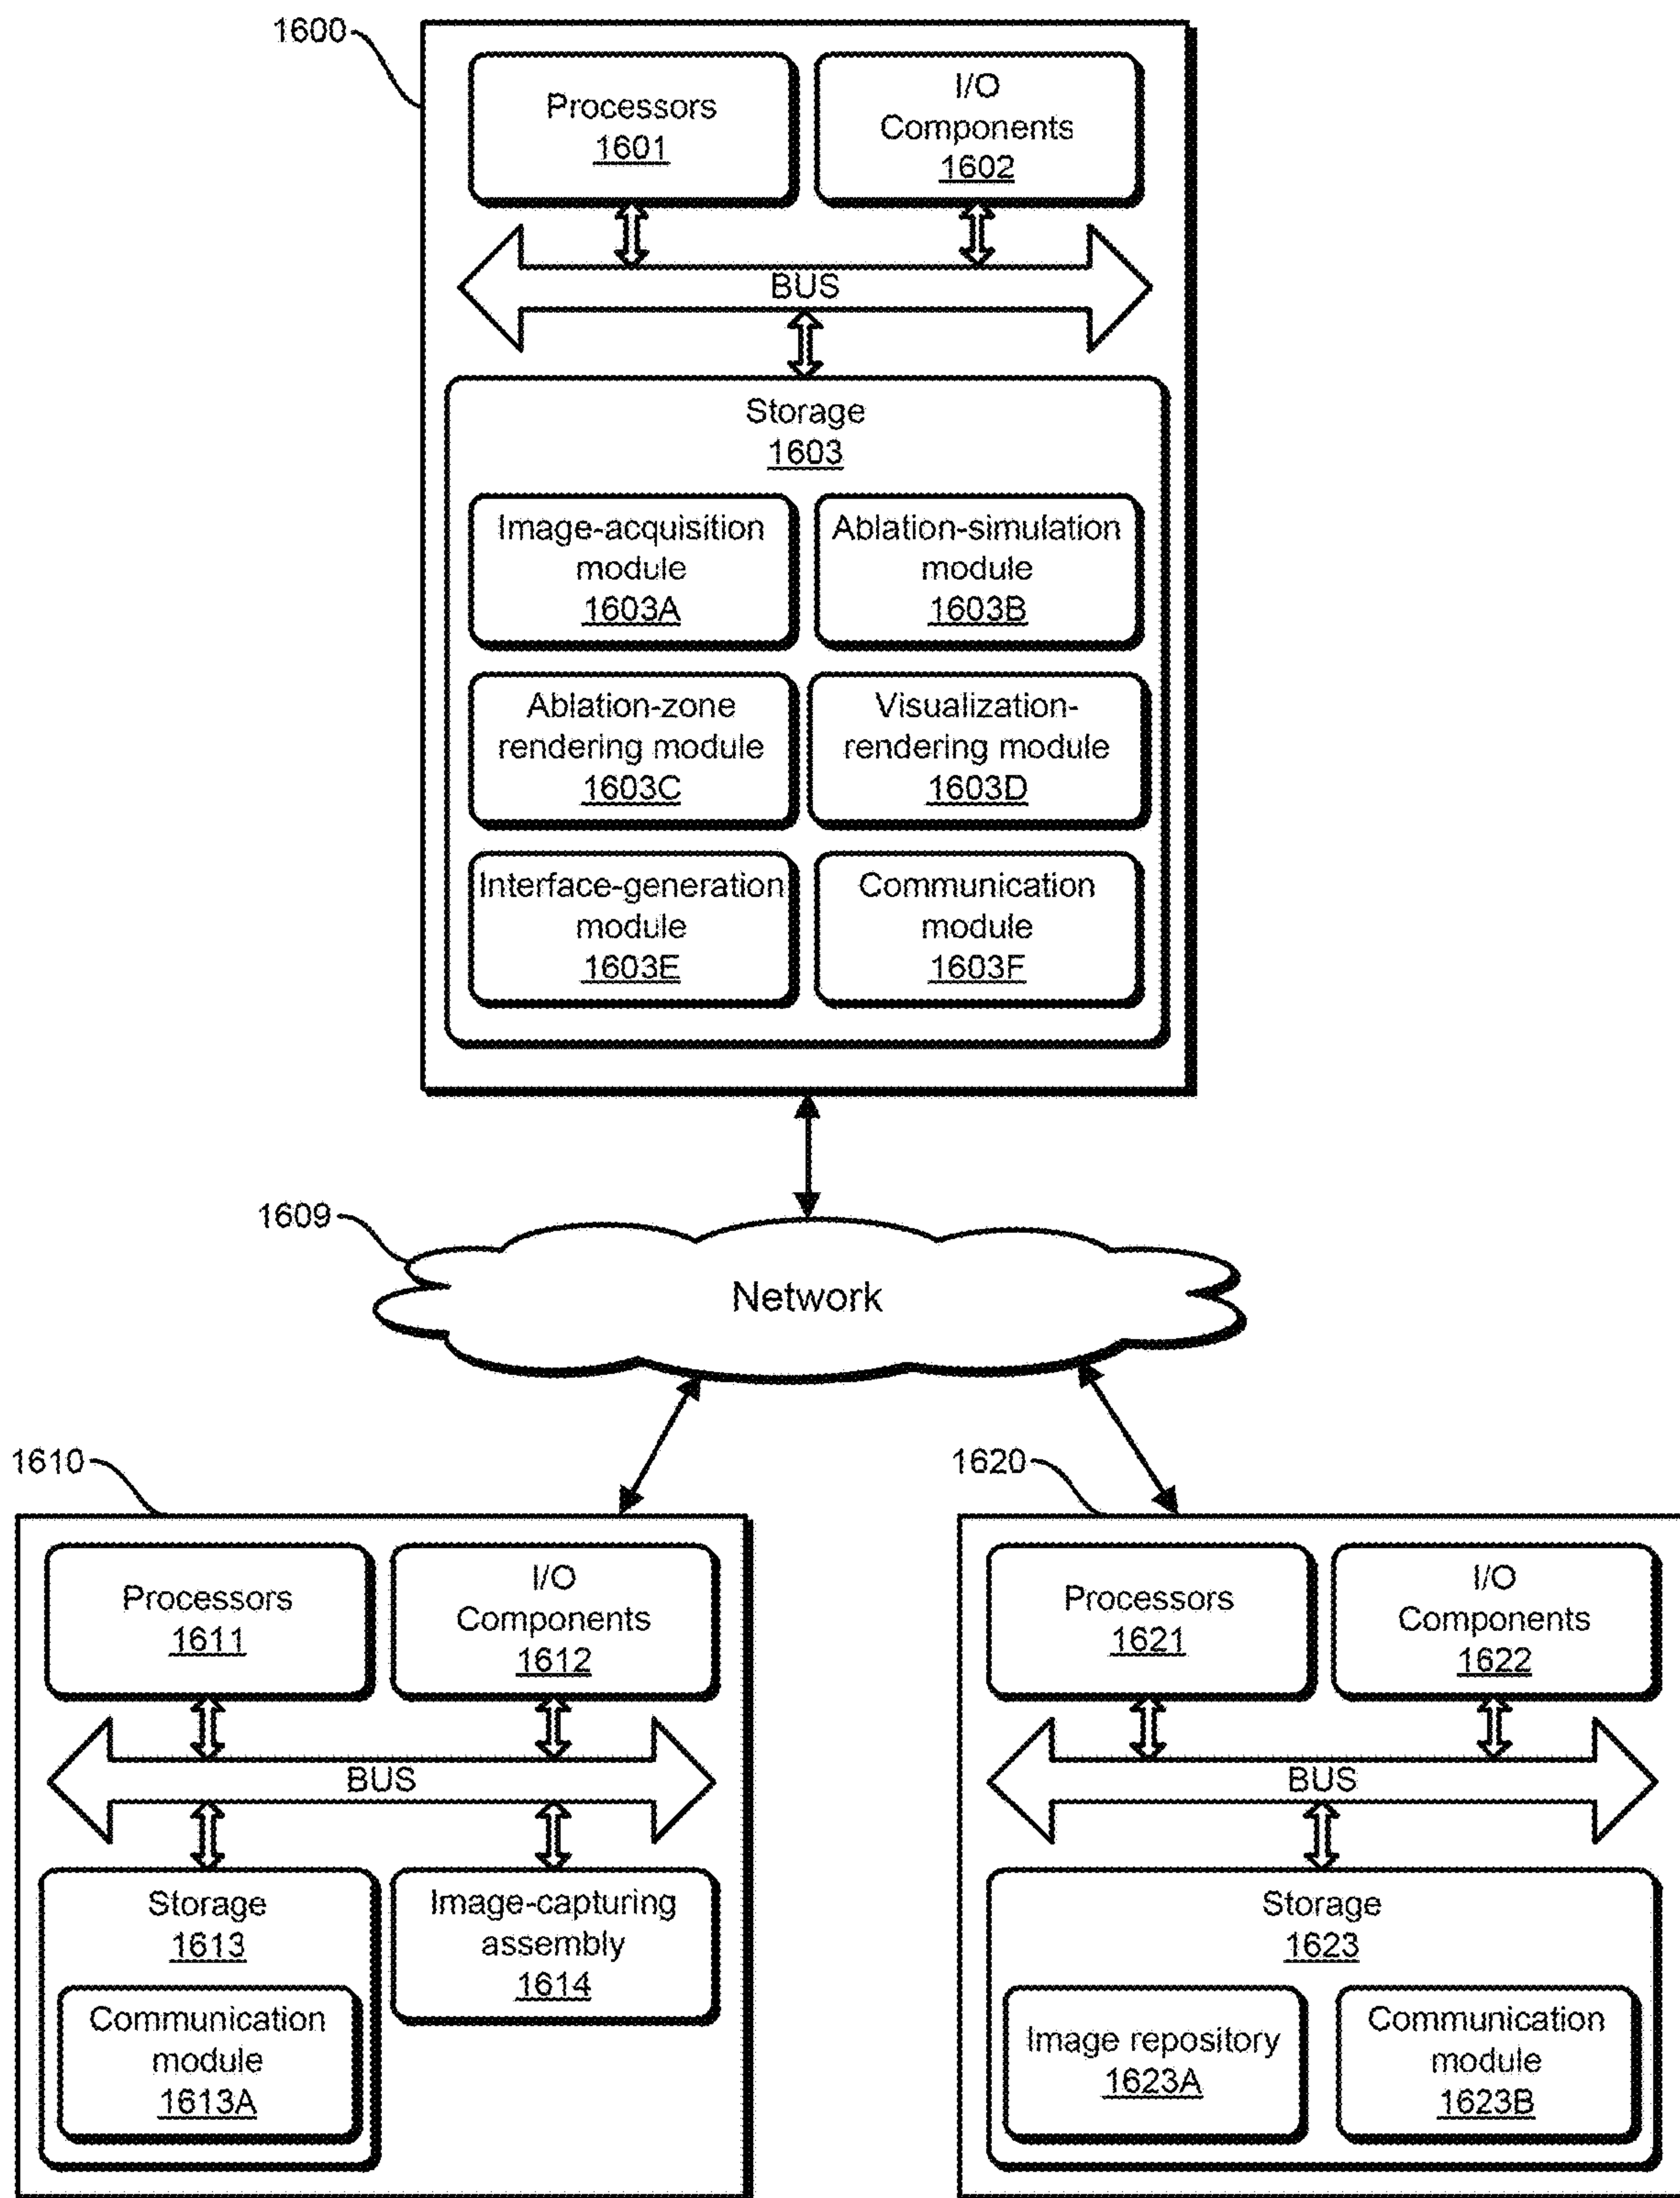 1600
Processors
1601
I/O
Components
1602
BUS
Storage
1603
Image-acquisition
module
1603A
Ablation-simulation
module
1603B
Ablation-zone
rendering module
1603C
Visualization-
rendering module
1603D
Interface-generation
module
1603E
Communication
module
1603F
1609
Network
1610
Processors
1611
I/O
Components
1612
BUS
Storage
1613
Communication
module
1613A
Image-capturing
assembly
1614
1620
Processors
1621
I/O
Components
1622
BUS
Storage
1623
Image repository
1623A
Communication
module
1623B